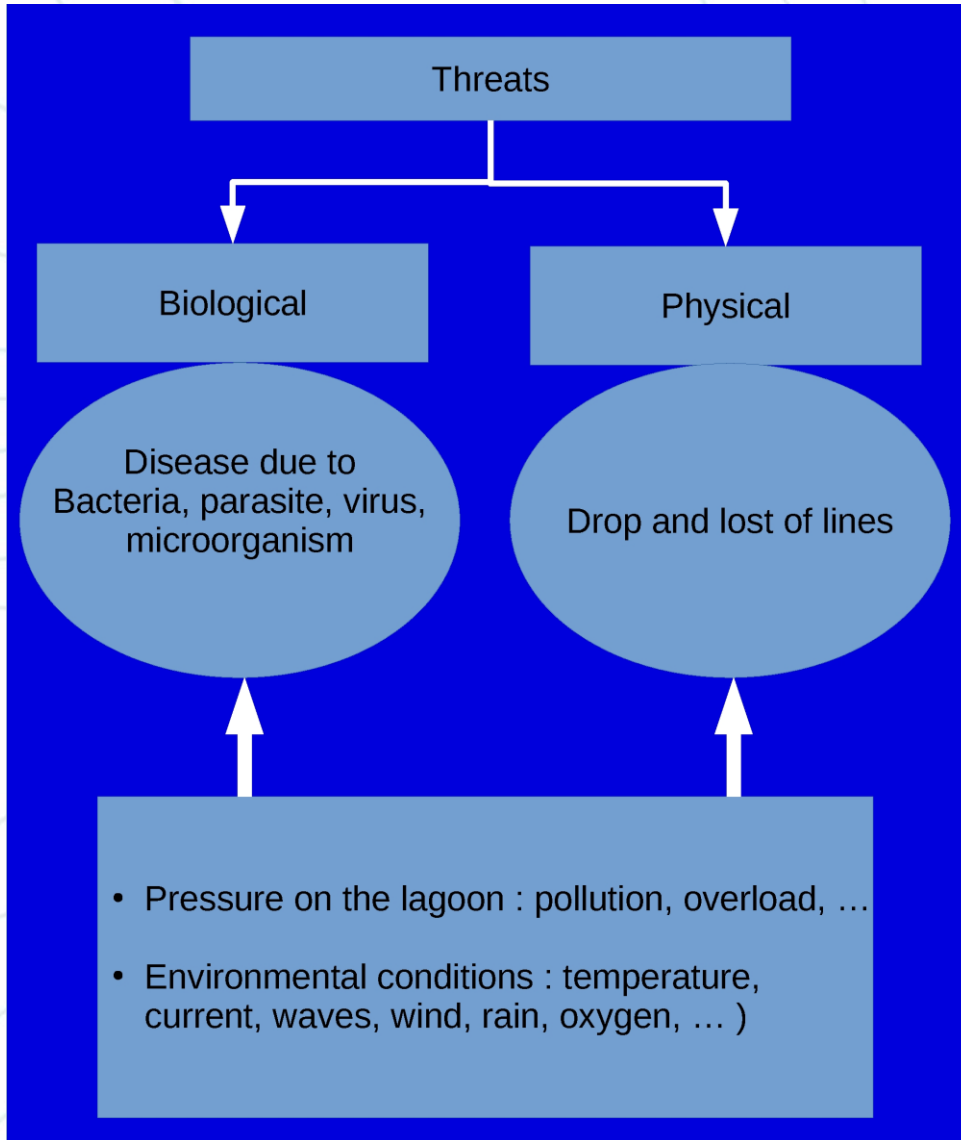 Threats
Biological
Physical
Disease due to
Bacteria, parasite, virus,
microorganism
Drop and lost of lines
• Pressure on the lagoon : pollution, overload, …
• Environmental conditions : temperature,
current, waves, wind, rain, oxygen, … )